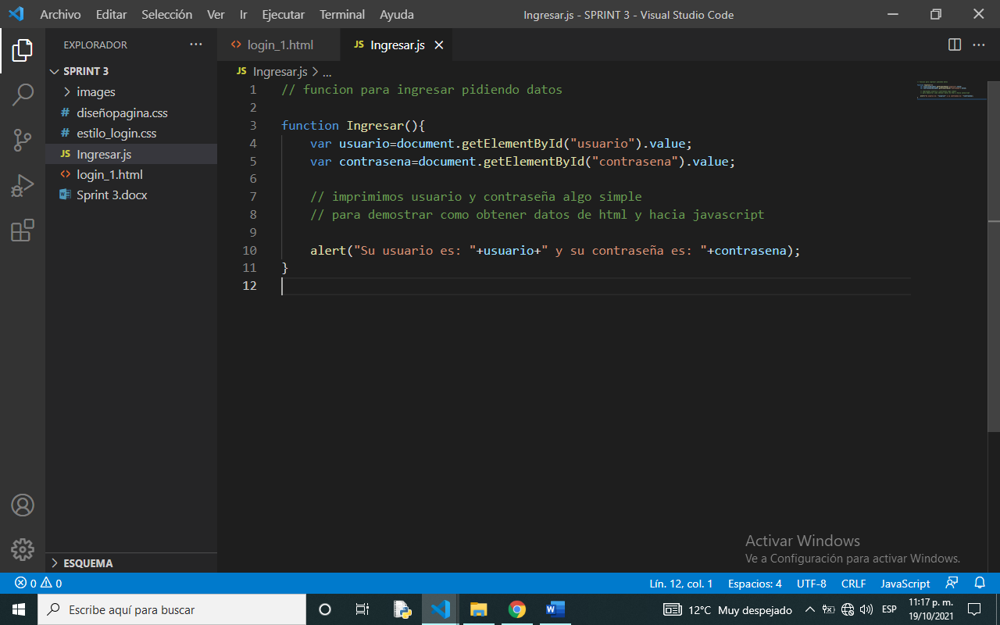 Archivo Editar Selección Ver Ir Ejecutar Terminal Ayuda
Ingresar.js - SPRINT 3 - Visual Studio Code
EXPLORADOR
SPRINT 3
images
# diseñopagina.css
# estilo_login.css
JS Ingresar.js
<> login_1.html
Sprint 3.docx
ESQUEMA
<> login_1.html
JS Ingresar.js
JS Ingresar.js > ...
1 // funcion para ingresar pidiendo datos
2
3 function Ingresar(){
4 var usuario=document.getElementById("usuario").value;
5 var contrasena=document.getElementById("contrasena").value;
6
7 // imprimimos usuario y contraseña algo simple
8 // para demostrar como obtener datos de html y hacia javascript
9
10 alert("Su usuario es: "+usuario+" y su contraseña es: "+contrasena);
11 }
12
Activar Windows
Ve a Configuración para activar Windows.
0 0
Lín. 12, col. 1 Espacios: 4 UTF-8 CRLF JavaScript
Escribe aquí para buscar
12°C Muy despejado
ESP
11:17 p. m.
19/10/2021